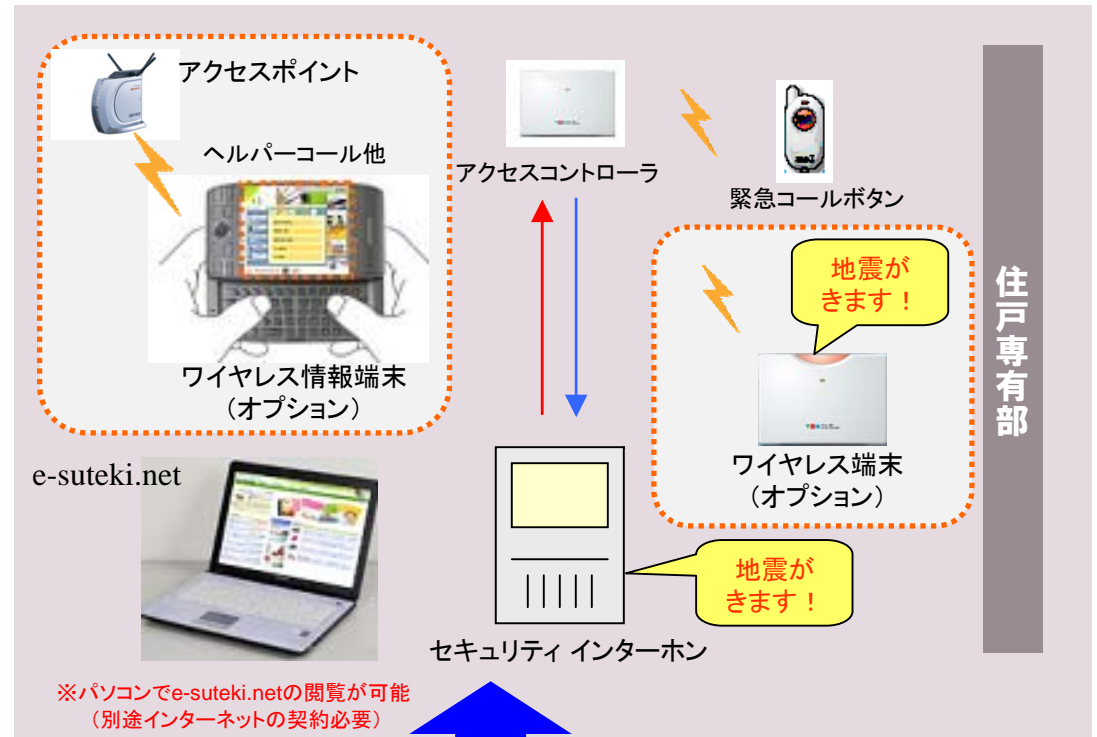 アクセスポイント
ヘルパーコール他
ワイヤレス情報端末
（オプション）
アクセスコントローラ
緊急コールボタン
地震が
きます！
ワイヤレス端末
（オプション）
住戸専有部
e-suteki.net
地震が
きます！
セキュリティ インターホン
※パソコンでe-suteki.netの閲覧が可能
（別途インターネットの契約必要）